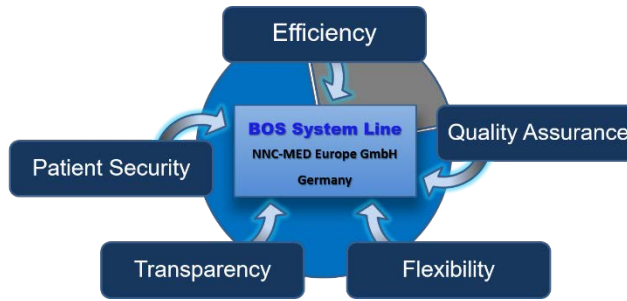 Efficiency
BOS System Line
NNC-MED Europe GmbH
Germany
Quality Assurance
Patient Security
Transparency
Flexibility